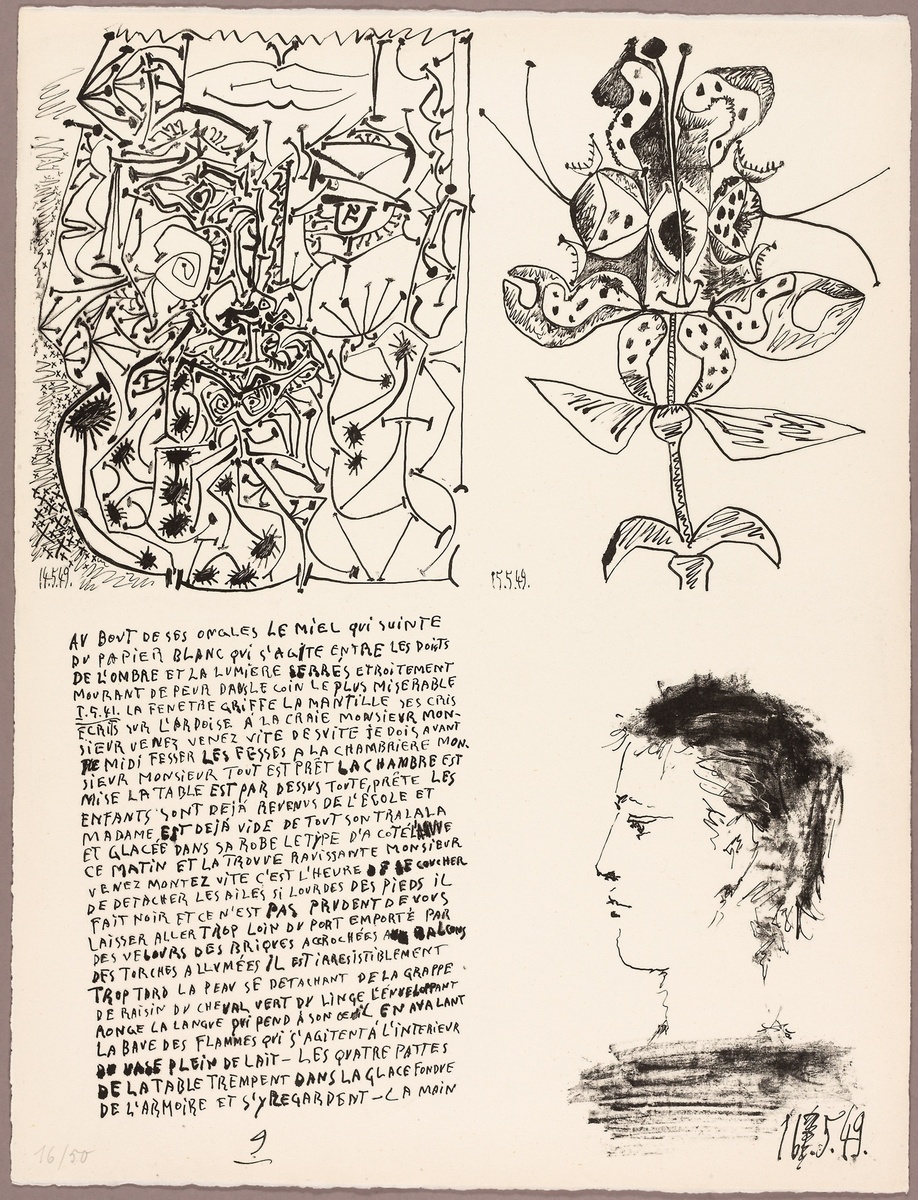 14.5.49.
15.5.49.
AU BOUT DE SES ONGLES LE MIEL QUI SUINTE
DU PAPIER BLANC QUI S'AGITE ENTRE LES DOITS
DE L'OMBRE ET LA LUMIÈRE SERRÉS ETROITEMENT
MOURANT DE PEUR DANS LE COIN LE PLUS MISERABLE
I.5.41. LA FENETRE GRIFFE LA MANTILLE SES CRIS
ÉCRITS SUR L'ARDOISE A LA CRAIE MONSIEUR MON-
SIEUR VENEZ VENEZ VITE DE SUITE JE DOIS AVANT
MIDI FESSER LES FESSES A LA CHAMBRIERE MON-
SIEUR MONSIEUR TOUT EST PRÊT LA CHAMBRE EST
MISE LA TABLE EST PAR DESSUS TOUTE PRÊTE LES
ENFANTS SONT DEJÁ REVENUS DE L'ÉCOLE ET
MADAME EST DEJÁ VIDE DE TOUT SON TRALALA
ET GLACÉE DANS SA ROBE LE TYPE D'A COTÉ
CE MATIN ET LA TROUVE RAVISSANTE MONSIEUR
VENEZ MONTEZ VITE C'EST L'HEURE DE SE COUCHER
DE DETACHER LES AILES SI LOURDES DES PIEDS IL
FAIT NOIR ET CE N'EST PAS PRUDENT DE VOUS
LAISSER ALLER TROP LOIN DU PORT EMPORTÉ PAR
DES VELOURS DES BRIQUES ACCROCHÉES AUX BALCONS
DES TORCHES ALLUMÉES IL EST IRRESISTIBLEMENT
TROP TARD LA PEAU SE DETACHANT DE LA GRAPPE
DE RAISIN DU CHEVAL VERT DU LINGE L'ENVELOPPANT
RONGE LA LANGUE QUI PEND À SON OEIL EN AVALANT
LA BAVE DES FLAMMES QUI S'AGITENT À L'INTERIEUR
DU VASE PLEIN DE LAIT – LES QUATRE PATTES
DE LA TABLE TREMPENT DANS LA GLACE FONDUE
DE L'ARMOIRE ET S'Y REGARDENT – LA MAIN
9
16.5.49.
16/50